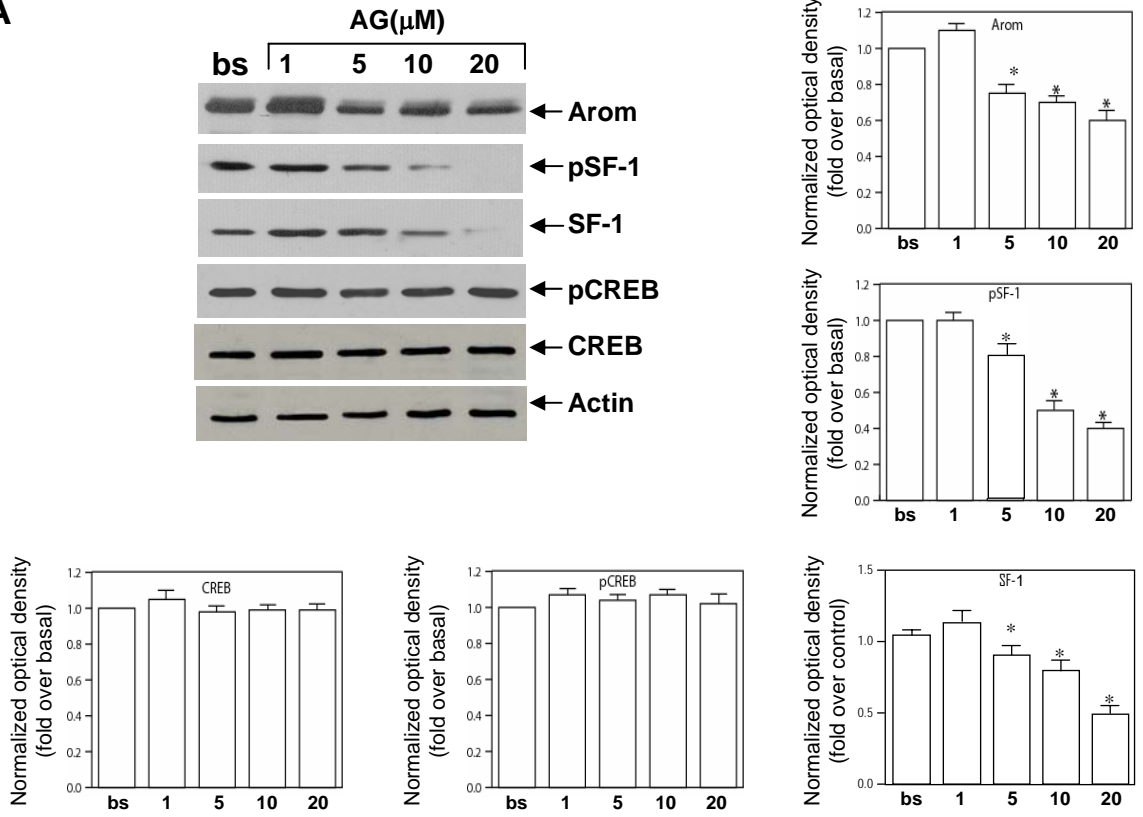 A
AG(μM)
bs 1 5 10 20
Arom
pSF-1
SF-1
pCREB
CREB
Actin
Normalized optical density
(fold over basal)
1.2
1.0
0.8
0.6
0.4
0.2
0.0
Arom
*
*
*
bs 1 5 10 20
Normalized optical density
(fold over basal)
1.2
1.0
0.8
0.6
0.4
0.2
0.0
pSF-1
*
*
*
bs 1 5 10 20
Normalized optical density
(fold over basal)
1.2
1.0
0.8
0.6
0.4
0.2
0.0
CREB
bs 1 5 10 20
Normalized optical density
(fold over basal)
1.2
1.0
0.8
0.6
0.4
0.2
0.0
pCREB
bs 1 5 10 20
Normalized optical density
(fold over control)
1.5
1.0
0.5
0.0
SF-1
*
*
*
bs 1 5 10 20